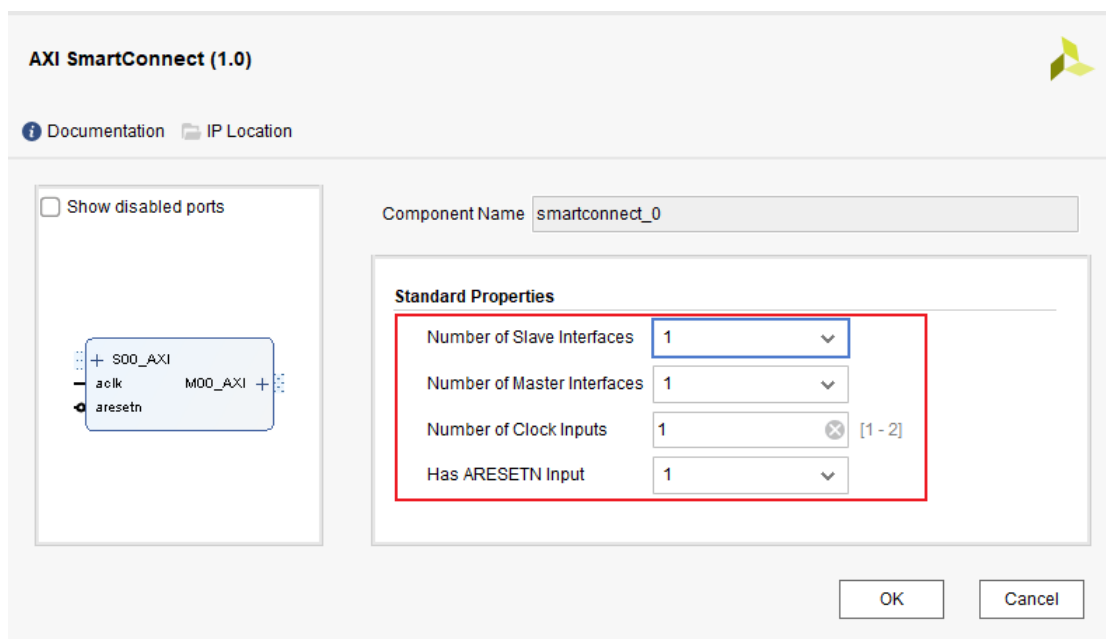 AXI SmartConnect (1.0)
Documentation IP Location
Show disabled ports
S00_AXI
aclk M00_AXI
aresetn
Component Name smartconnect_0
Standard Properties
Number of Slave Interfaces 1
Number of Master Interfaces 1
Number of Clock Inputs 1 [1 - 2]
Has ARESETN Input 1
OK Cancel